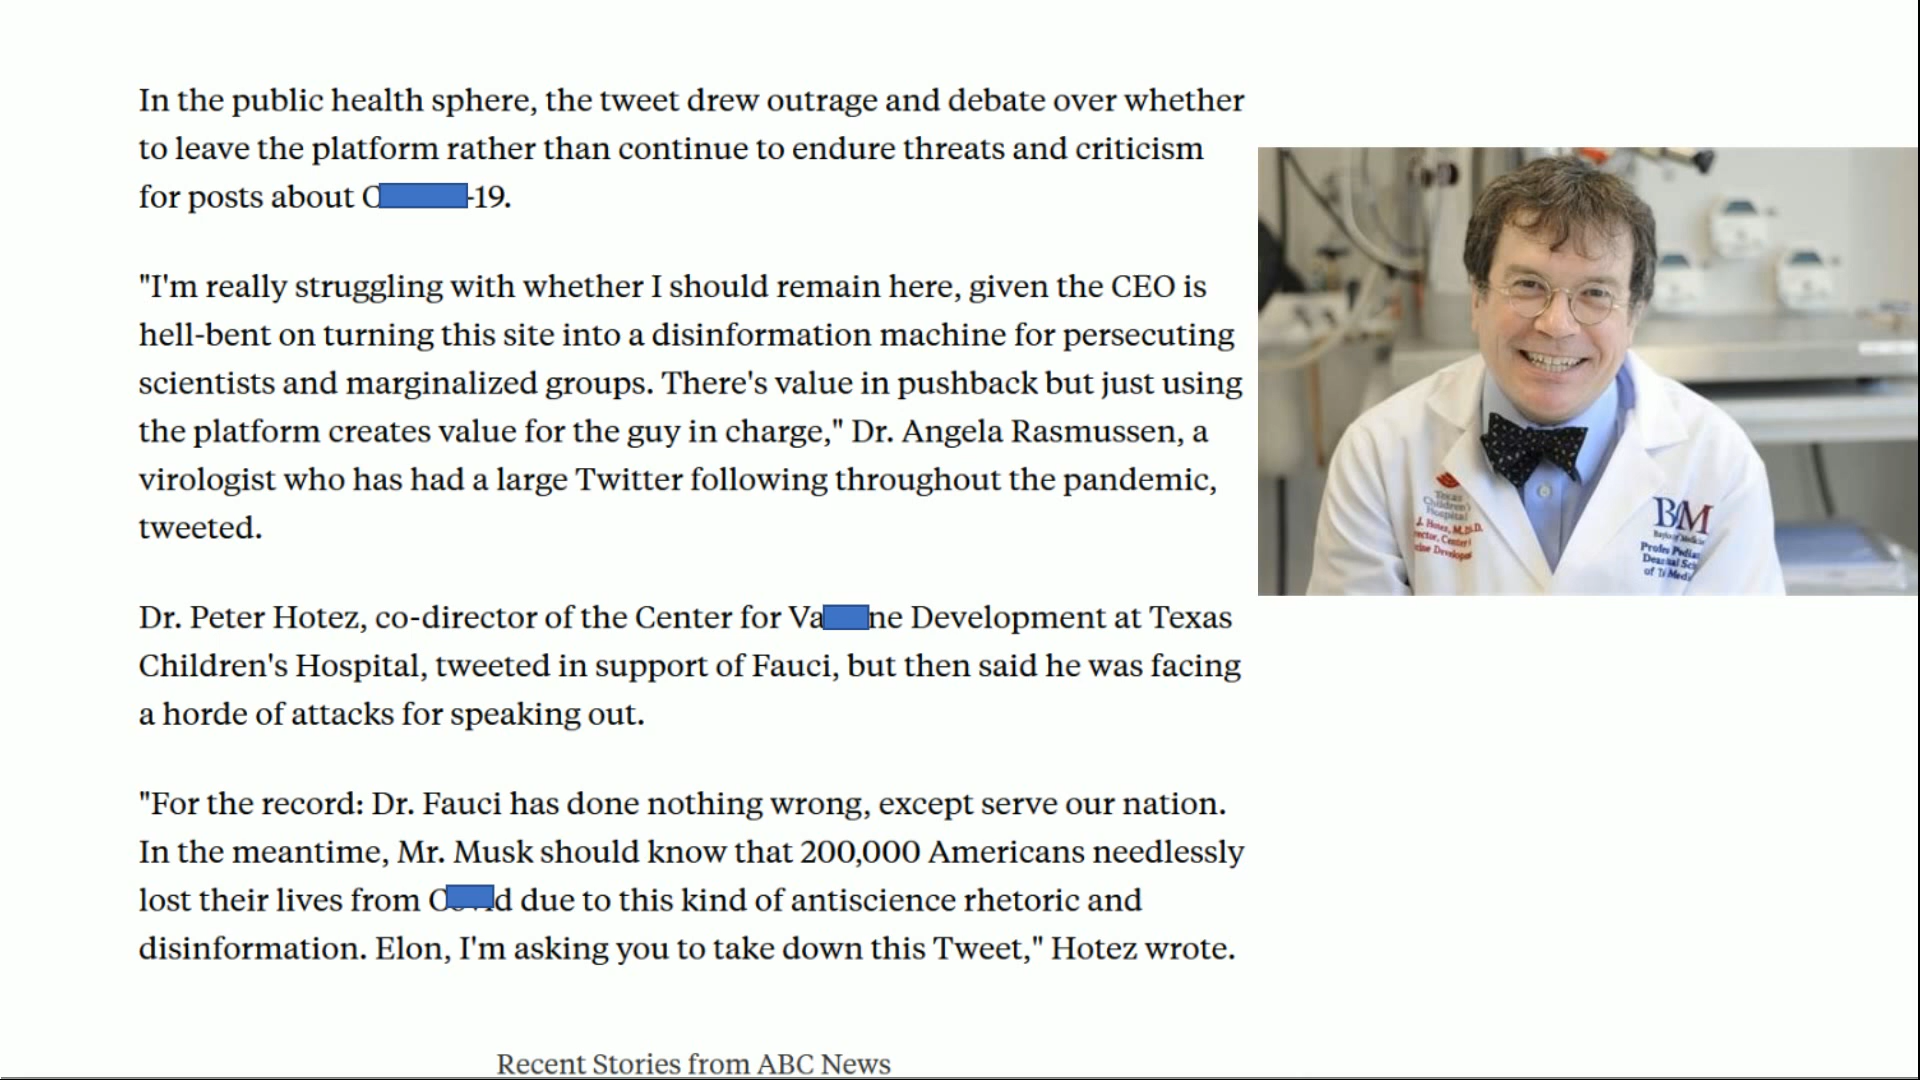 In the public health sphere, the tweet drew outrage and debate over whether
to leave the platform rather than continue to endure threats and criticism
for posts about C -19.
"I'm really struggling with whether I should remain here, given the CEO is
hell-bent on turning this site into a disinformation machine for persecuting
scientists and marginalized groups. There's value in pushback but just using
the platform creates value for the guy in charge," Dr. Angela Rasmussen, a
virologist who has had a large Twitter following throughout the pandemic,
tweeted.
Dr. Peter Hotez, co-director of the Center for Va ne Development at Texas
Children's Hospital, tweeted in support of Fauci, but then said he was facing
a horde of attacks for speaking out.
"For the record: Dr. Fauci has done nothing wrong, except serve our nation.
In the meantime, Mr. Musk should know that 200,000 Americans needlessly
lost their lives from C d due to this kind of antiscience rhetoric and
disinformation. Elon, I'm asking you to take down this Tweet," Hotez wrote.
Recent Stories from ABC News
Texas
Children's
Hospital
J. Hotez, M.D.
BCM